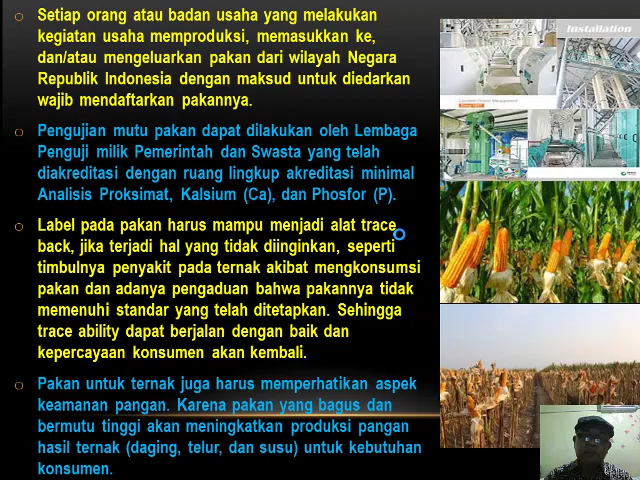 Setiap orang atau badan usaha yang melakukan
kegiatan usaha memproduksi, memasukkan ke,
dan/atau mengeluarkan pakan dari wilayah Negara
Republik Indonesia dengan maksud untuk diedarkan
wajib mendaftarkan pakannya.
Pengujian mutu pakan dapat dilakukan oleh Lembaga
Penguji milik Pemerintah dan Swasta yang telah
diakreditasi dengan ruang lingkup akreditasi minimal
Analisis Proksimat, Kalsium (Ca), dan Phosfor (P).
Label pada pakan harus mampu menjadi alat trace
back, jika terjadi hal yang tidak diinginkan, seperti
timbulnya penyakit pada ternak akibat mengkonsumsi
pakan dan adanya pengaduan bahwa pakannya tidak
memenuhi standar yang telah ditetapkan. Sehingga
trace ability dapat berjalan dengan baik dan
kepercayaan konsumen akan kembali.
Pakan untuk ternak juga harus memperhatikan aspek
keamanan pangan. Karena pakan yang bagus dan
bermutu tinggi akan meningkatkan produksi pangan
hasil ternak (daging, telur, dan susu) untuk kebutuhan
konsumen.
Installation